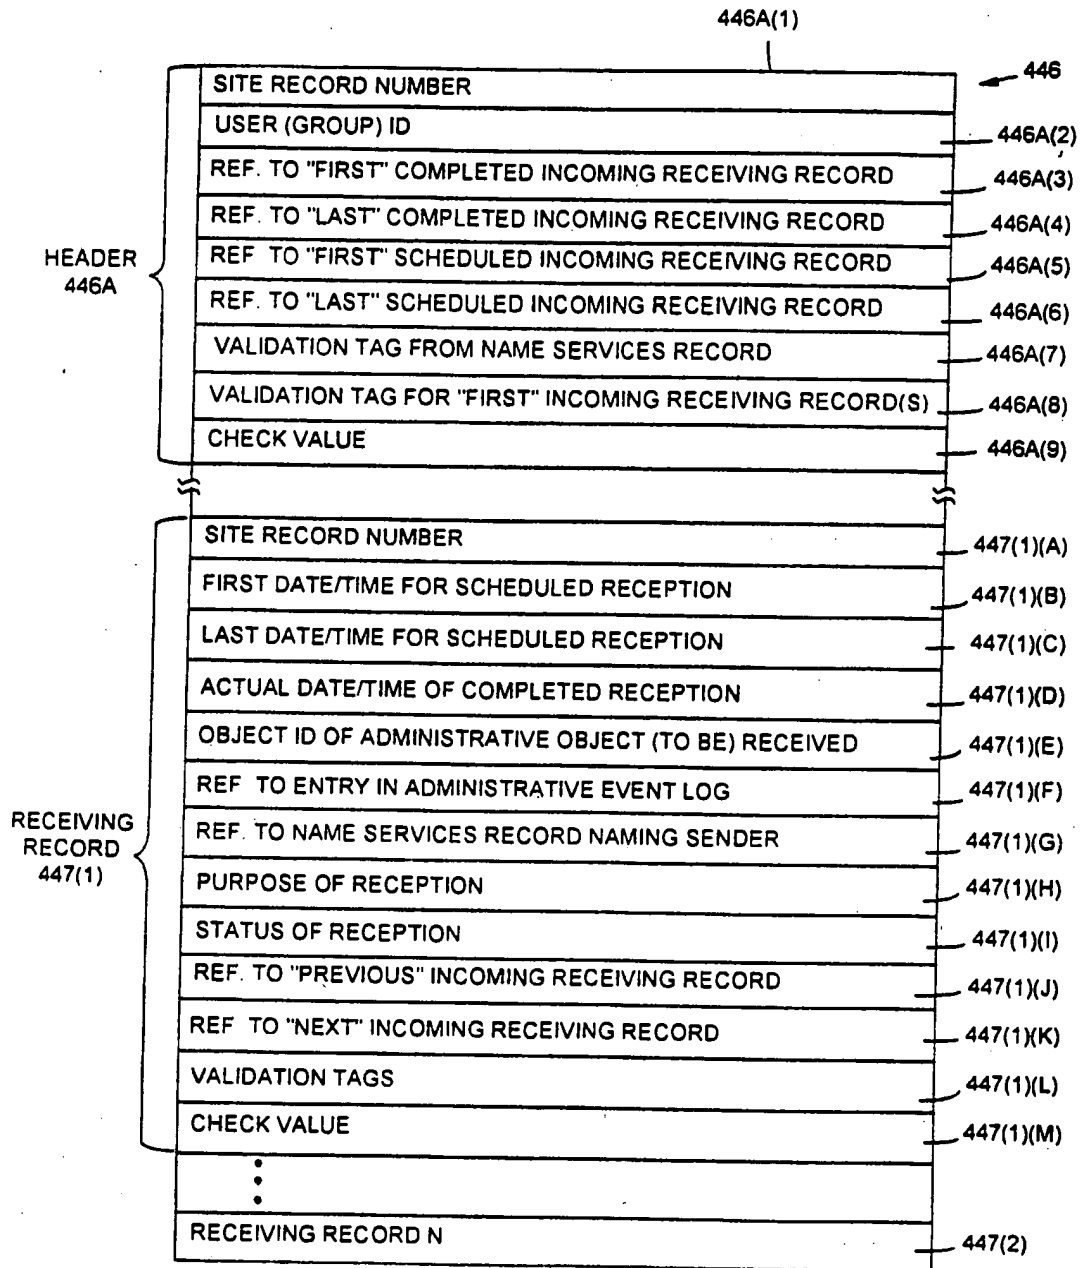 446A(1)
446
SITE RECORD NUMBER
USER (GROUP) ID
446A(2)
REF. TO "FIRST" COMPLETED INCOMING RECEIVING RECORD
446A(3)
REF. TO "LAST" COMPLETED INCOMING RECEIVING RECORD
446A(4)
REF TO "FIRST" SCHEDULED INCOMING RECEIVING RECORD
446A(5)
REF. TO "LAST" SCHEDULED INCOMING RECEIVING RECORD
446A(6)
VALIDATION TAG FROM NAME SERVICES RECORD
446A(7)
VALIDATION TAG FOR "FIRST" INCOMING RECEIVING RECORD(S)
446A(8)
CHECK VALUE
446A(9)
HEADER
446A
SITE RECORD NUMBER
447(1)(A)
FIRST DATE/TIME FOR SCHEDULED RECEPTION
447(1)(B)
LAST DATE/TIME FOR SCHEDULED RECEPTION
447(1)(C)
ACTUAL DATE/TIME OF COMPLETED RECEPTION
447(1)(D)
OBJECT ID OF ADMINISTRATIVE OBJECT (TO BE) RECEIVED
447(1)(E)
REF TO ENTRY IN ADMINISTRATIVE EVENT LOG
447(1)(F)
REF. TO NAME SERVICES RECORD NAMING SENDER
447(1)(G)
PURPOSE OF RECEPTION
447(1)(H)
STATUS OF RECEPTION
447(1)(I)
REF. TO "PREVIOUS" INCOMING RECEIVING RECORD
447(1)(J)
REF TO "NEXT" INCOMING RECEIVING RECORD
447(1)(K)
VALIDATION TAGS
447(1)(L)
CHECK VALUE
447(1)(M)
RECEIVING
RECORD
447(1)
RECEIVING RECORD N
447(2)